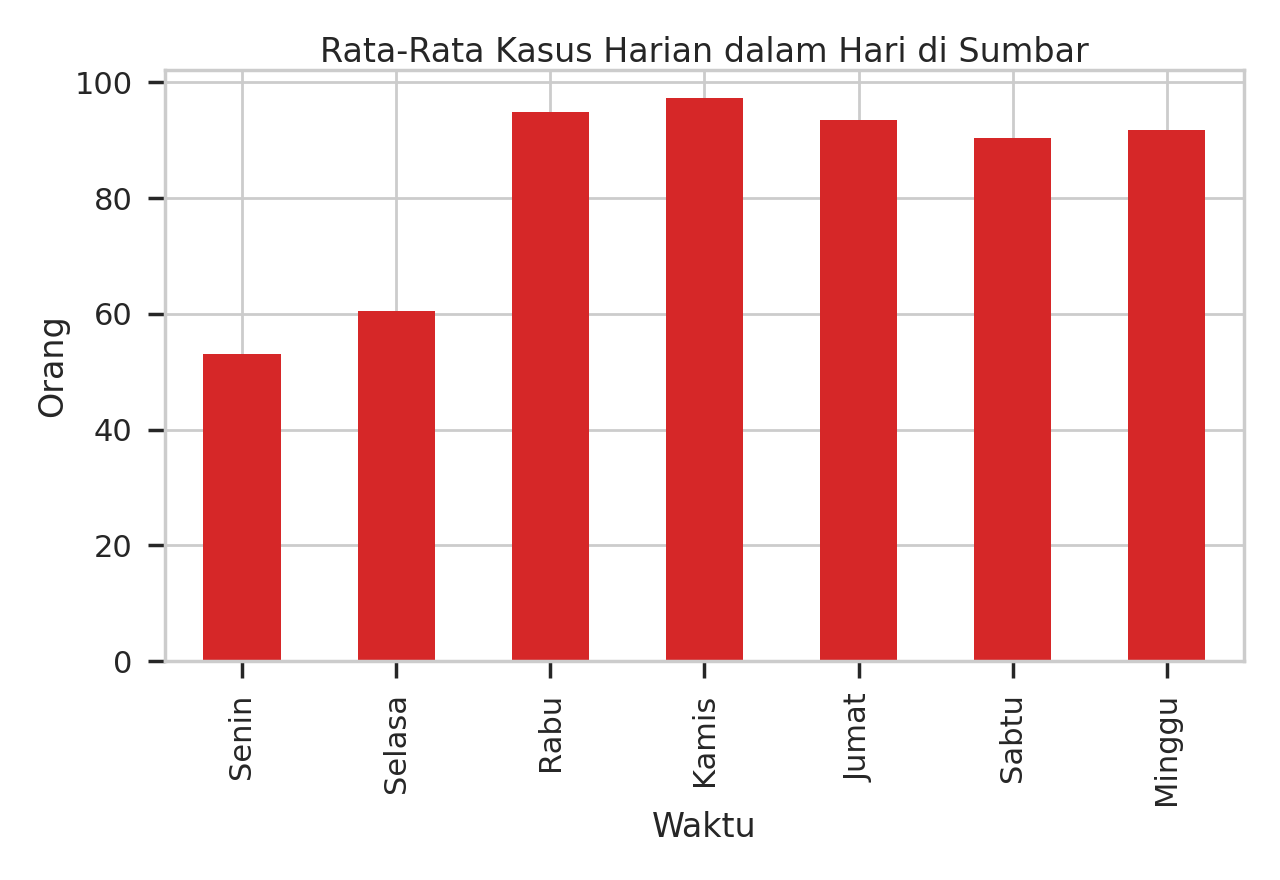 Rata-Rata Kasus Harian dalam Hari di Sumbar
100
80
60
40
20
0
Orang
Senin
Selasa
Rabu
Kamis
Jumat
Sabtu
Minggu
Waktu